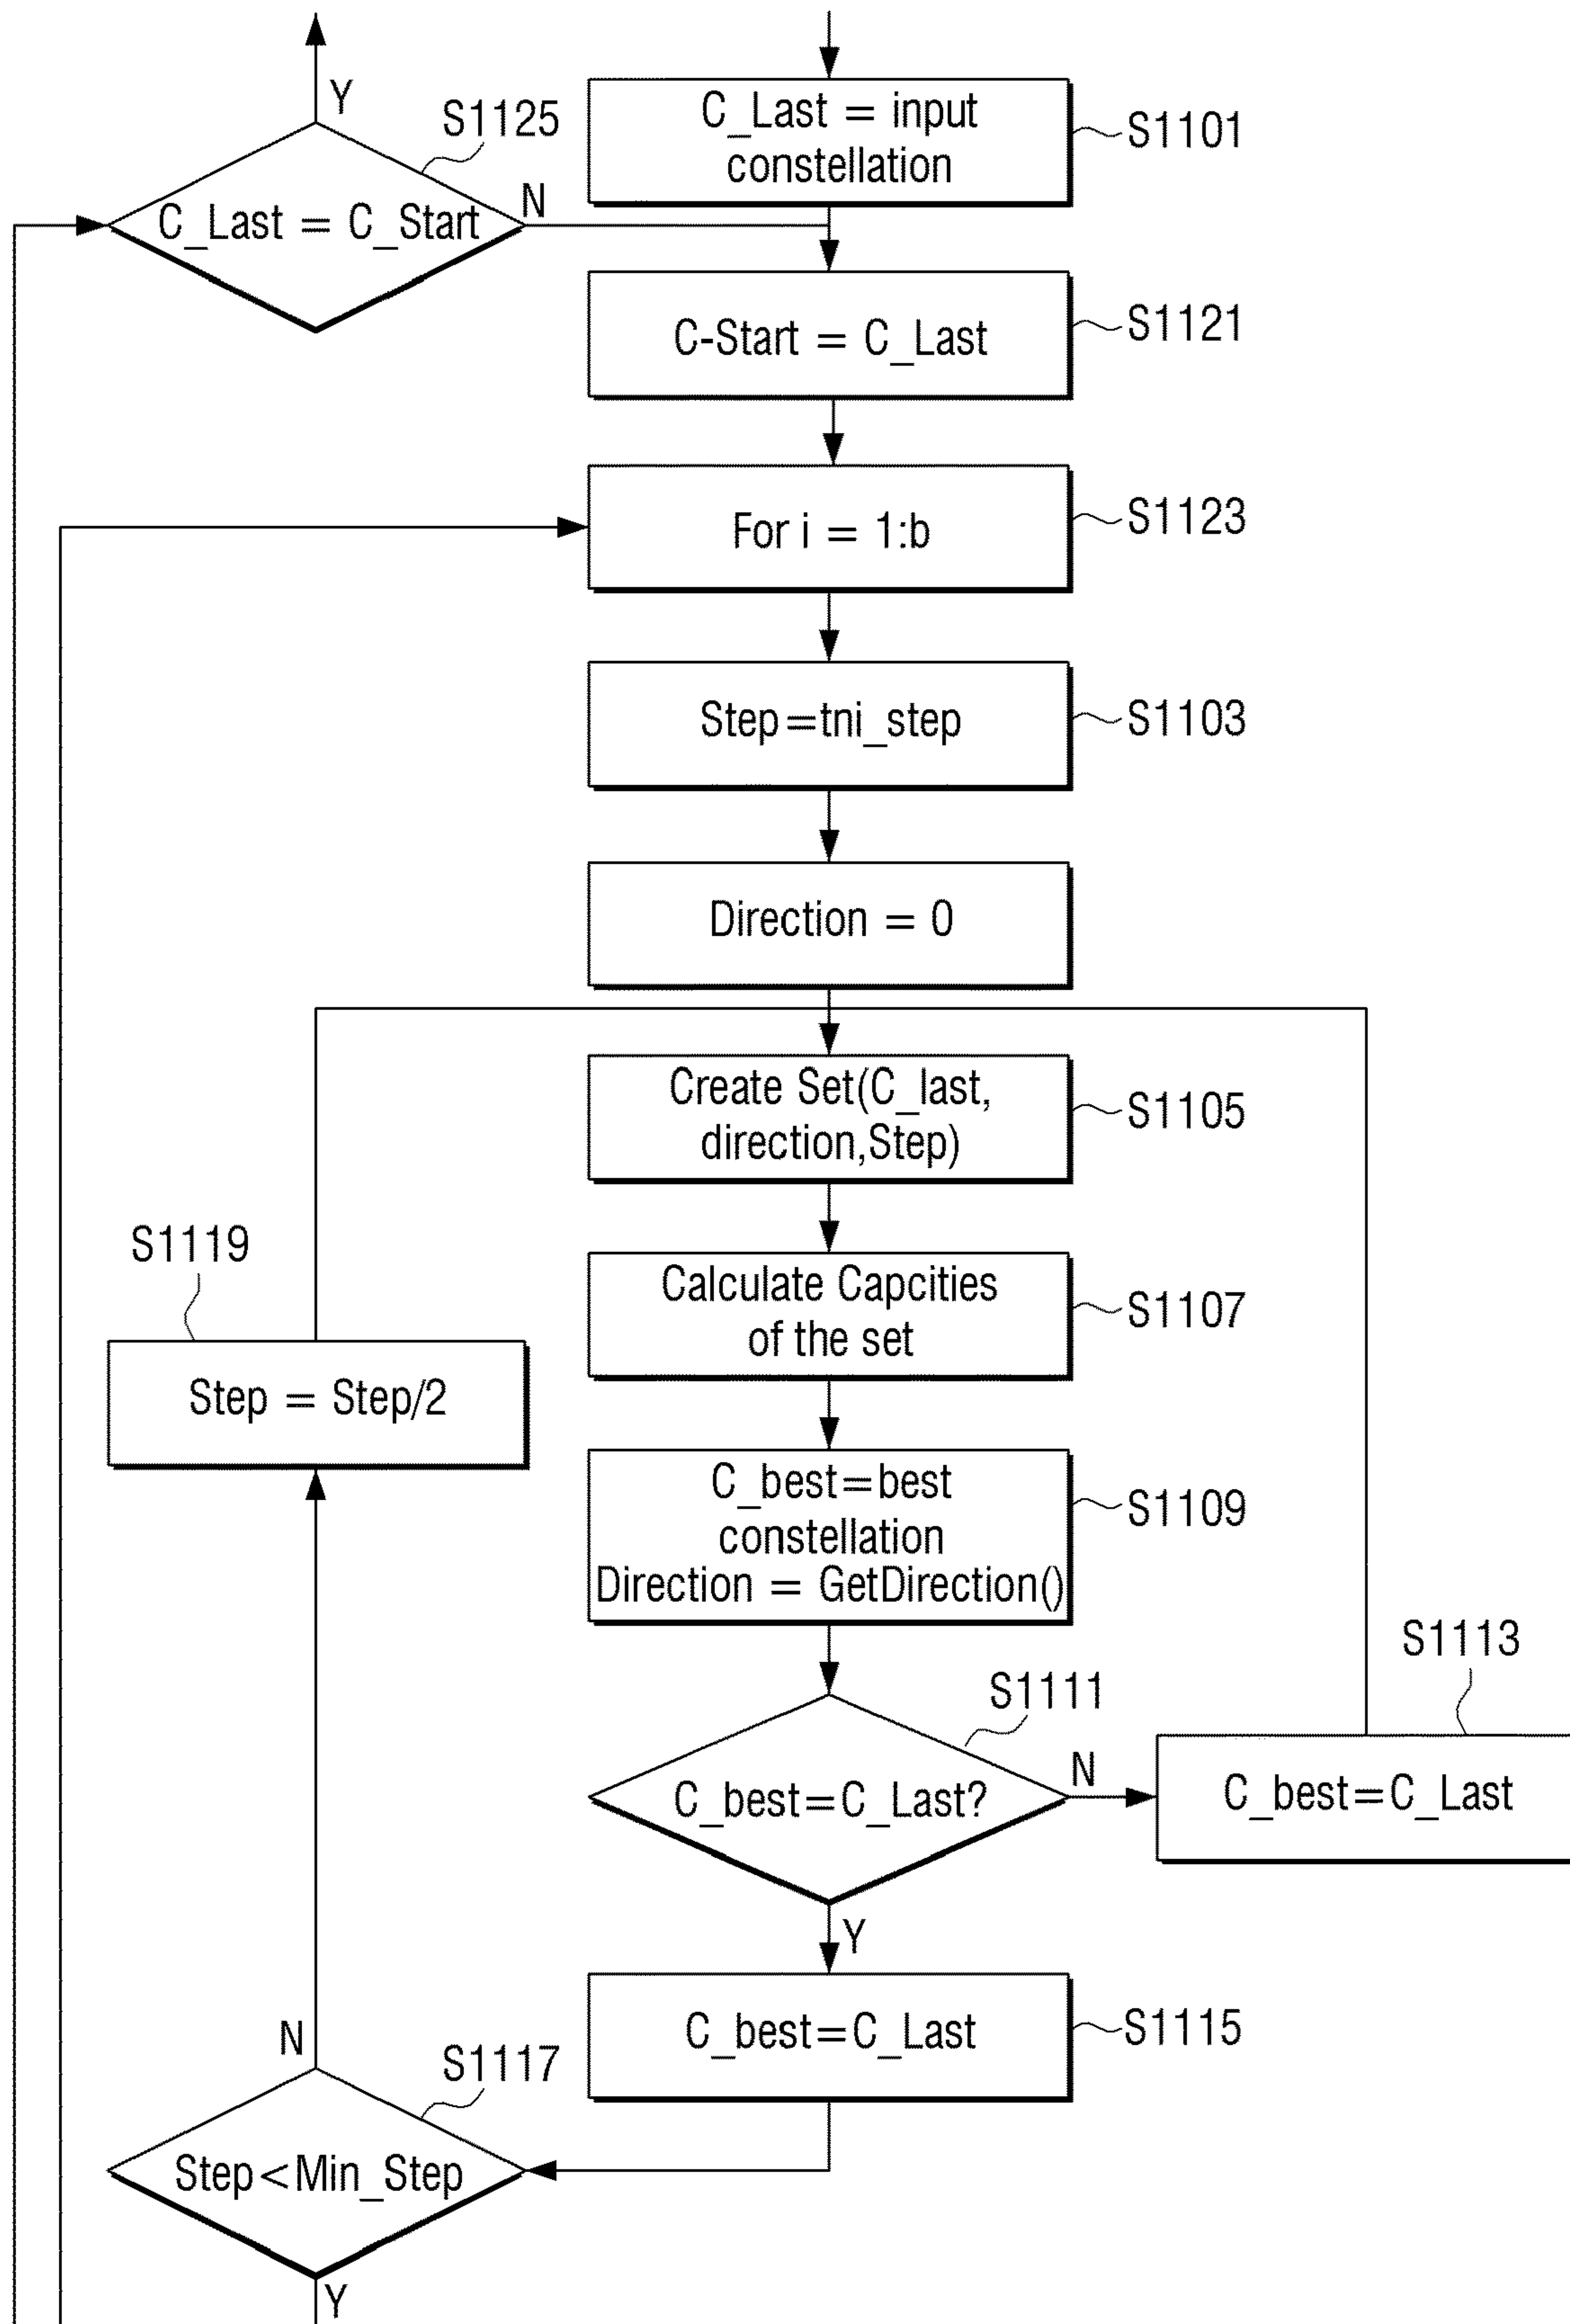 Y
S1125
C_Last = C_Start
N
C_Last = input
constellation
S1101
C-Start = C_Last
S1121
For i = 1:b
S1123
Step=tni_step
S1103
Direction = 0
Create Set(C_last,
direction,Step)
S1105
Calculate Capcities
of the set
S1107
S1119
Step = Step/2
C_best=best
constellation
Direction = GetDirection()
S1109
S1111
C_best=C_Last?
N
S1113
C_best=C_Last
Y
C_best=C_Last
S1115
N
S1117
Step<Min_Step
Y